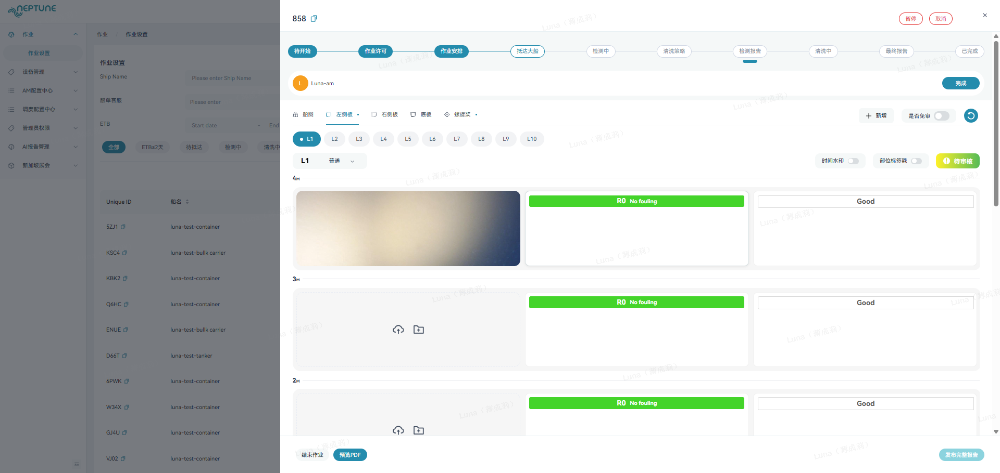 NEPTUNE
作业
作业设置
设备管理
AM配置中心
调度配置中心
管理员权限
AI报告管理
新加坡展会
作业 / 作业设置
作业设置
Ship Name
Please enter Ship Name
跟单客服
Please enter
ETB
Start date - End
全部 ETB≤2天 待抵达 检测中 清洗中
Unique ID 船名
5ZJ1 luna-test-container
KSC4 luna-test-bullk carrier
KBK2 luna-test-container
Q6HC luna-test-container
ENUE luna-test-bullk carrier
D66T luna-test-tanker
6PWK luna-test-container
W34X luna-test-container
GJ4U luna-test-container
VJ02 luna-test-container
858
暂停 取消
待开始 作业许可 作业安排 抵达大船 检测中 清洗策略 检测报告 清洗中 最终报告 已完成
L Luna-am 完成
船图 左侧板 右侧板 底板 螺旋桨
新增 是否免审
L1 L2 L3 L4 L5 L6 L7 L8 L9 L10
L1 普通
时间水印 部位标签戳 待审核
4M
R0 No fouling
Good
3M
R0 No fouling
Good
2M
R0 No fouling
Good
结束作业 预览PDF 发布完整报告
Luna（薄成莉）